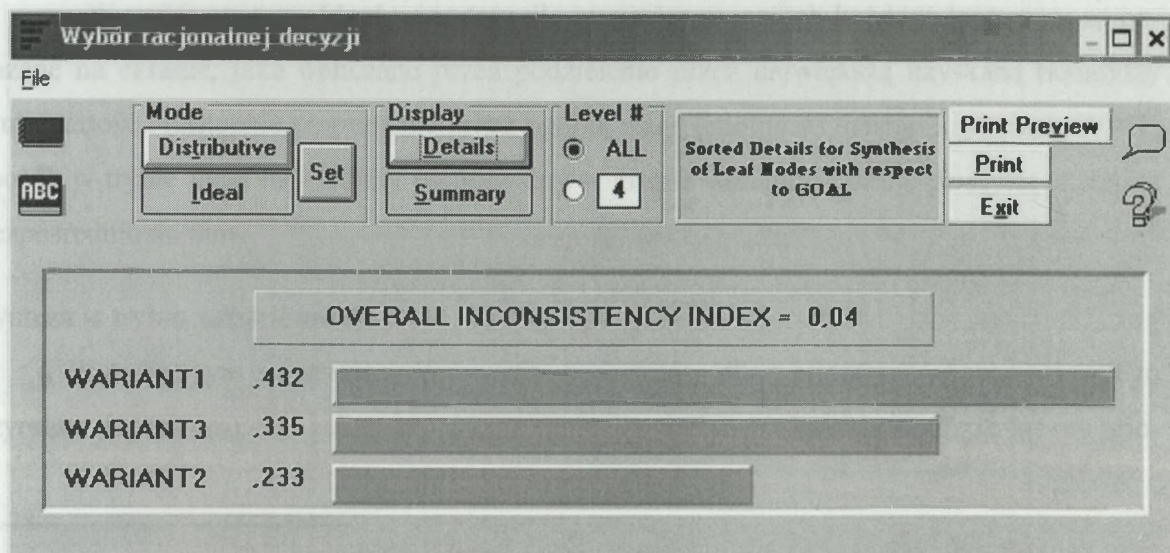 Wybór racjonalnej decyzji
File
Mode
Distributive
Ideal
Set
Display
Details
Summary
Level #
ALL
4
Sorted Details for Synthesis
of Leaf Nodes with respect
to GOAL
Print Preview
Print
Exit
ABC
OVERALL INCONSISTENCY INDEX = 0,04
WARIANT1 ,432
WARIANT3 ,335
WARIANT2 ,233